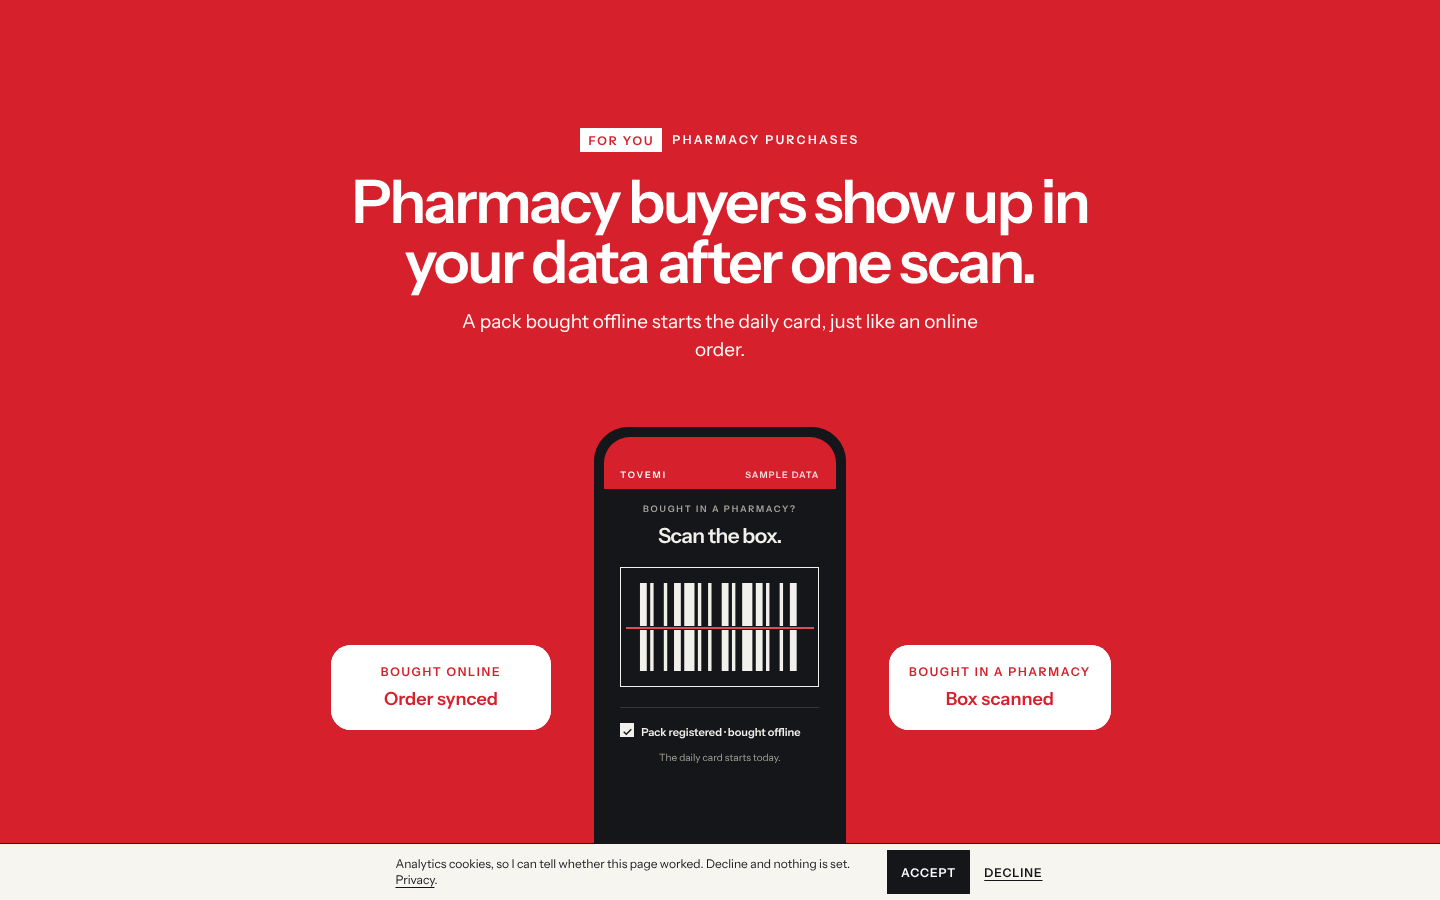 FOR YOU PHARMACY PURCHASES
Pharmacy buyers show up in
your data after one scan.
A pack bought offline starts the daily card, just like an online
order.
TOVEMI SAMPLE DATA
BOUGHT IN A PHARMACY?
Scan the box.
BOUGHT ONLINE
Order synced
BOUGHT IN A PHARMACY
Box scanned
Pack registered · bought offline
The daily card starts today.
Analytics cookies, so I can tell whether this page worked. Decline and nothing is set.
Privacy.
ACCEPT DECLINE